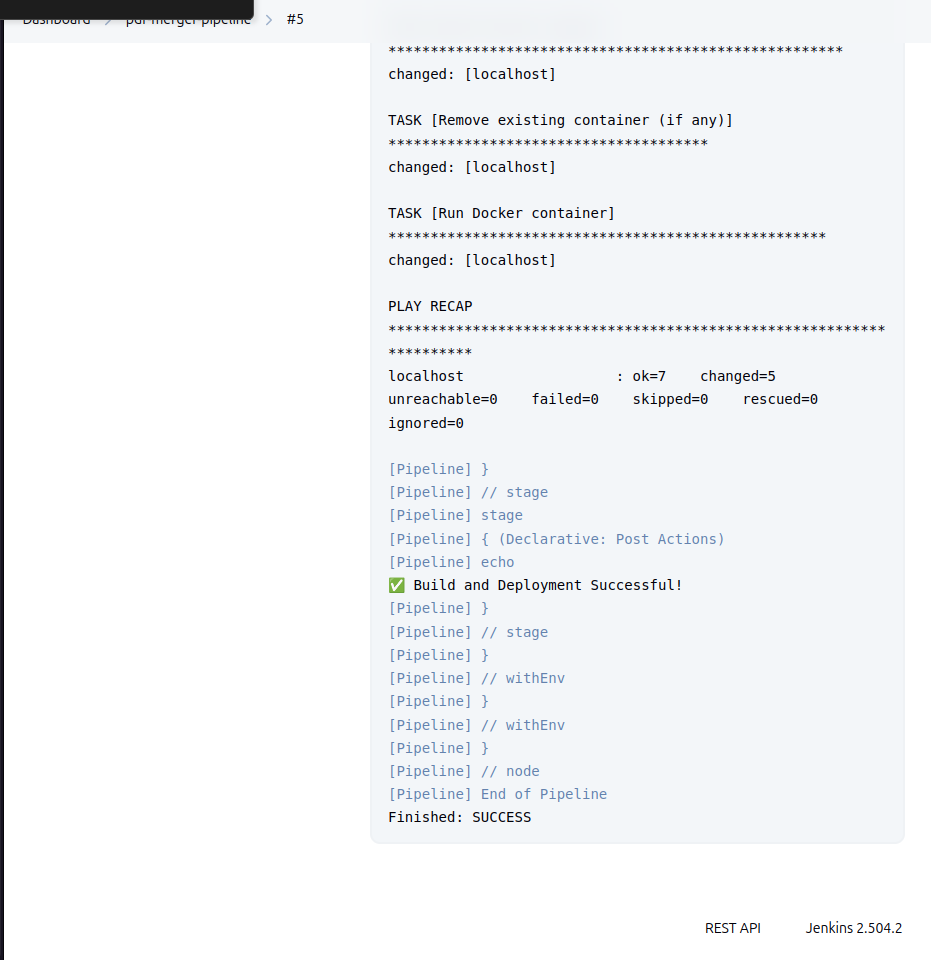 Dashboard > pdf-merger-pipeline > #5
******************************************************
changed: [localhost]
TASK [Remove existing container (if any)]
**************************************
changed: [localhost]
TASK [Run Docker container]
****************************************************
changed: [localhost]
PLAY RECAP
***********************************************************
**********
localhost : ok=7 changed=5
unreachable=0 failed=0 skipped=0 rescued=0
ignored=0
[Pipeline] }
[Pipeline] // stage
[Pipeline] stage
[Pipeline] { (Declarative: Post Actions)
[Pipeline] echo
✅ Build and Deployment Successful!
[Pipeline] }
[Pipeline] // stage
[Pipeline] }
[Pipeline] // withEnv
[Pipeline] }
[Pipeline] // withEnv
[Pipeline] }
[Pipeline] // node
[Pipeline] End of Pipeline
Finished: SUCCESS
REST API Jenkins 2.504.2